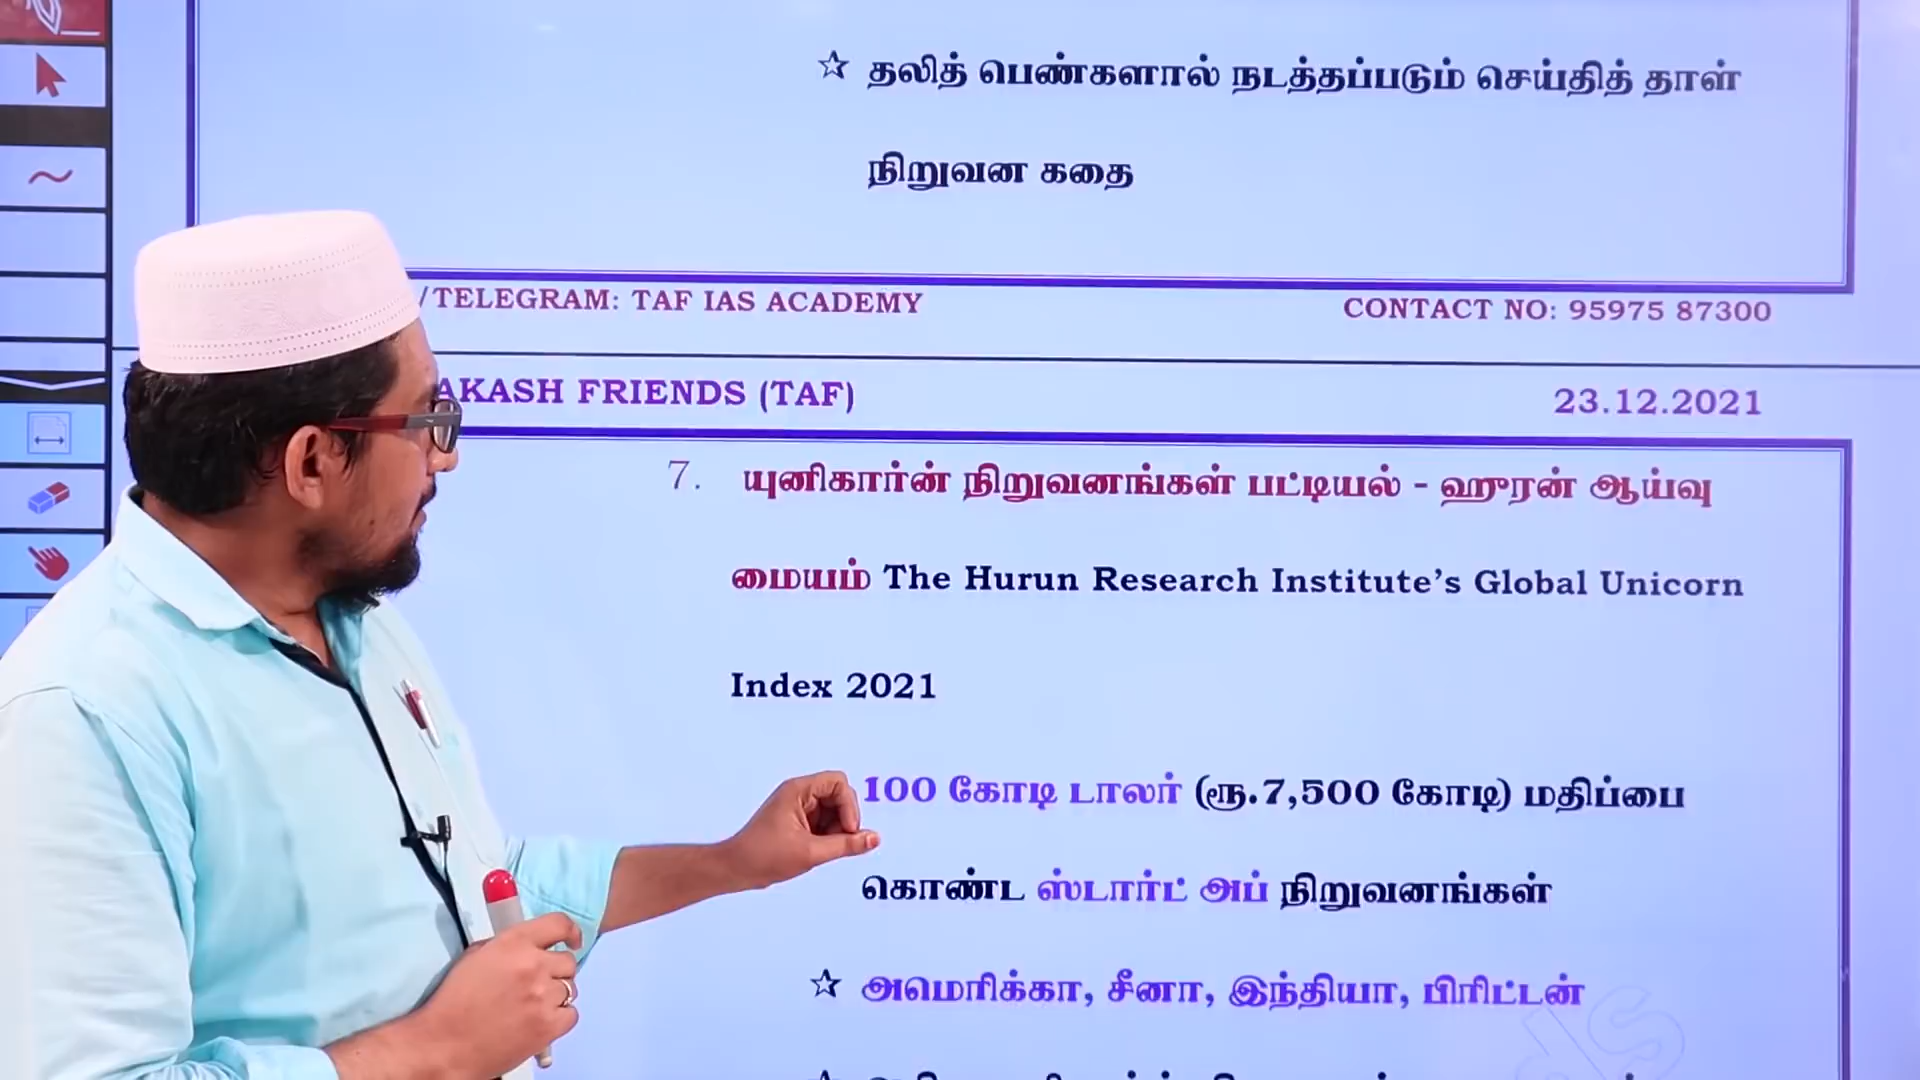 ☆ தலித் பெண்களால் நடத்தப்படும் செய்தித் தாள்
நிறுவன கதை
/TELEGRAM: TAF IAS ACADEMY CONTACT NO: 95975 87300
AKASH FRIENDS (TAF) 23.12.2021
7. யுனிகார்ன் நிறுவனங்கள் பட்டியல் - ஹுரன் ஆய்வு
மையம் The Hurun Research Institute’s Global Unicorn
Index 2021
100 கோடி டாலர் (ரூ.7,500 கோடி) மதிப்பை
கொண்ட ஸ்டார்ட் அப் நிறுவனங்கள்
☆ அமெரிக்கா, சீனா, இந்தியா, பிரிட்டன்